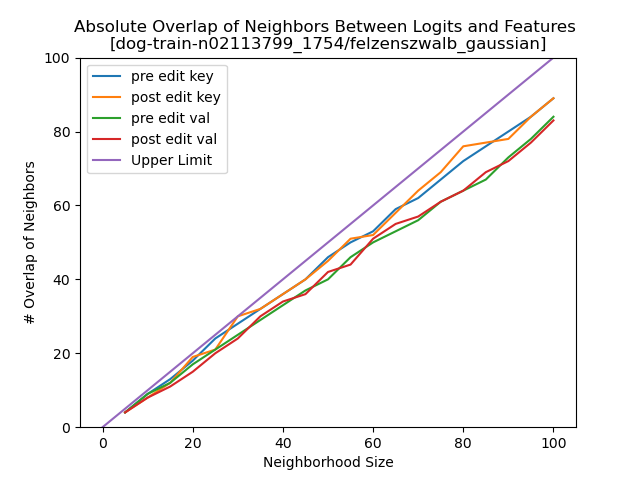 Absolute Overlap of Neighbors Between Logits and Features
[dog-train-n02113799_1754/felzenszwalb_gaussian]
pre edit key
post edit key
pre edit val
post edit val
Upper Limit
# Overlap of Neighbors
100
80
60
40
20
0
0 20 40 60 80 100
Neighborhood Size